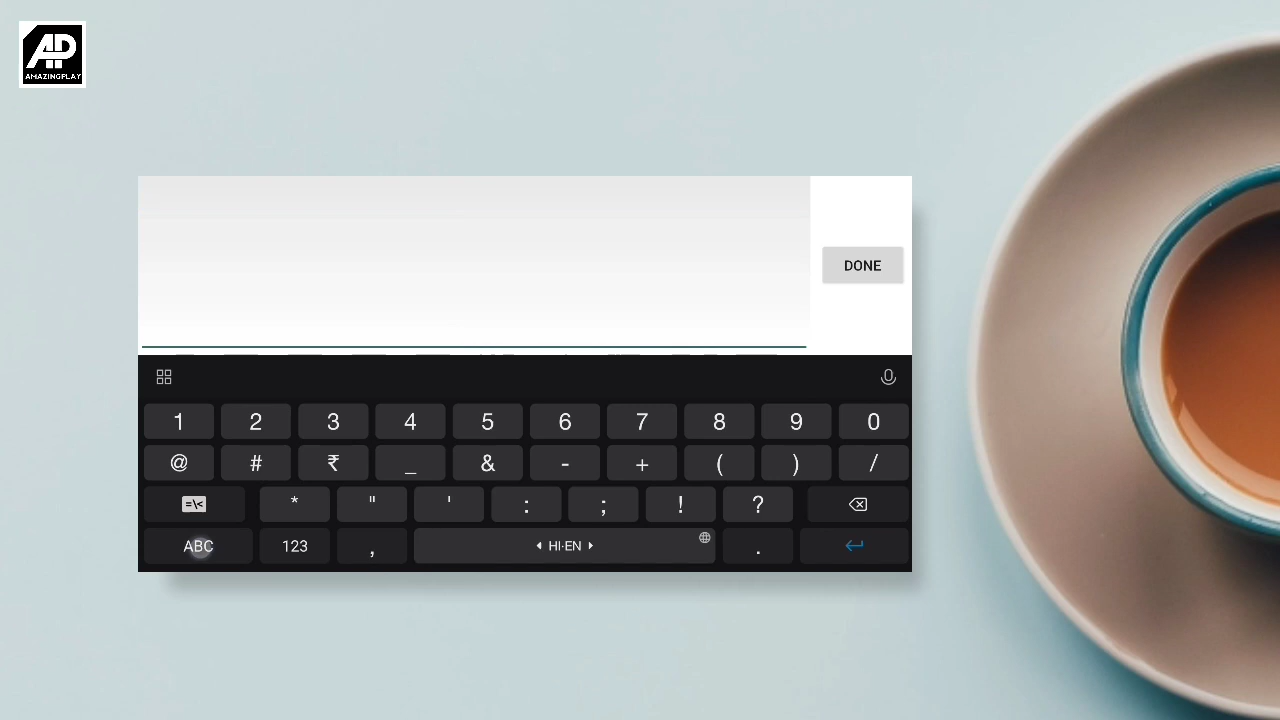 AP
AMAZINGPLAY
DONE
1 2 3 4 5 6 7 8 9 0
@ # ₹ _ & - + ( ) /
=\< * " ' : ; ! ?
ABC 123 , HI·EN .